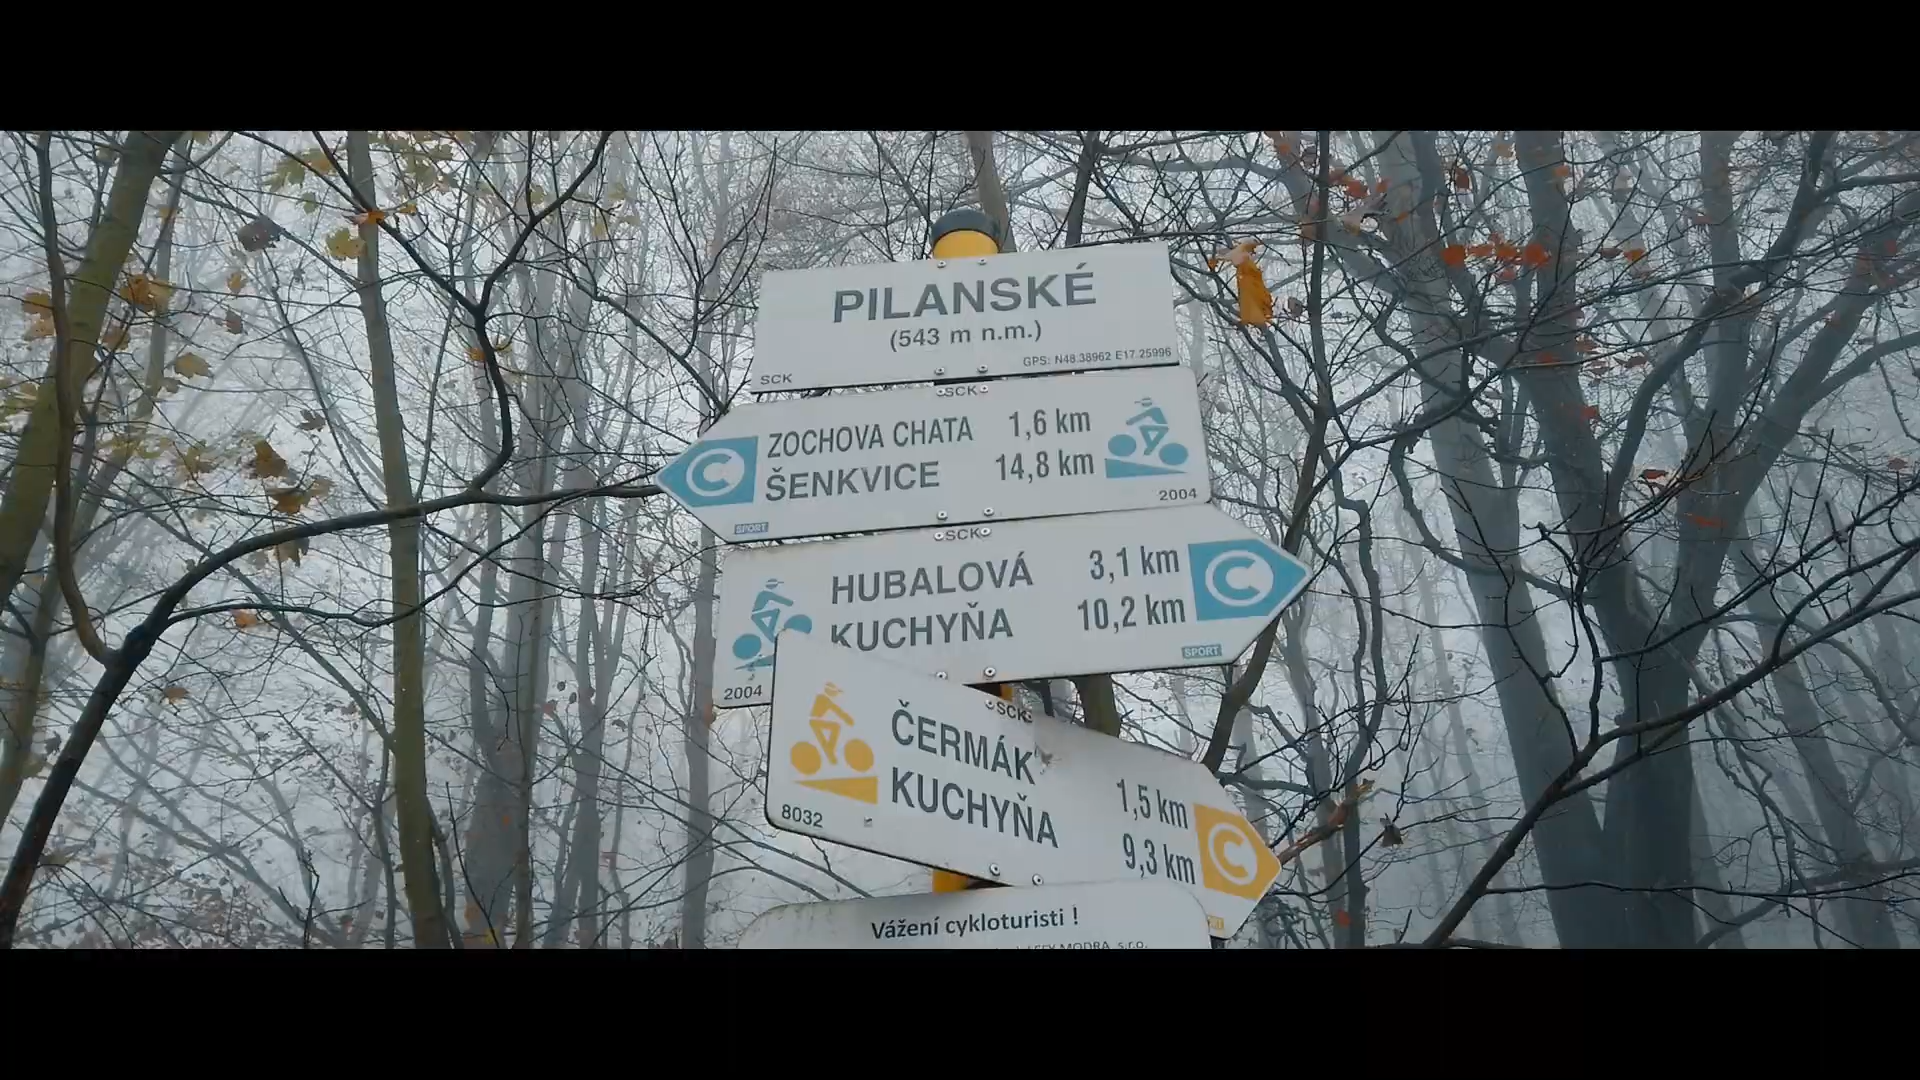 PILANSKÉ
(543 m n.m.)
GPS: N48.38962 E17.25996
SCK
SCK
C ZOCHOVA CHATA 1,6 km
ŠENKVICE 14,8 km
2004
SPORT
SCK
HUBALOVÁ 3,1 km C
KUCHYŇA 10,2 km
SPORT
2004
SCK
ČERMÁK 1,5 km
KUCHYŇA 9,3 km C
8032
Vážení cykloturisti !
MODRA, s.r.o.